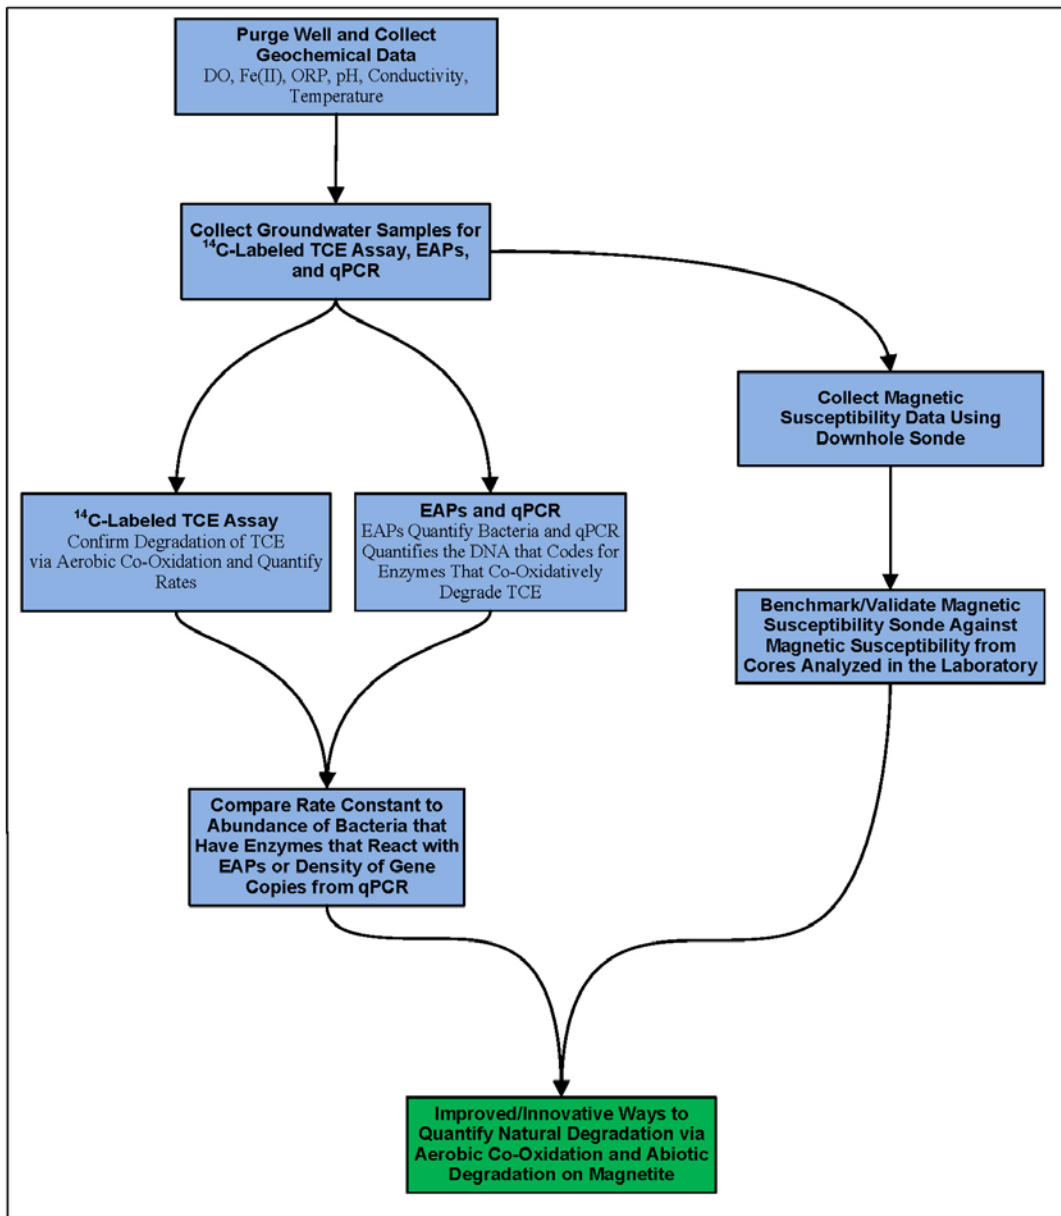 Purge Well and Collect
Geochemical Data
DO, Fe(II), ORP, pH, Conductivity,
Temperature
Collect Groundwater Samples for
¹⁴C-Labeled TCE Assay, EAPs,
and qPCR
Collect Magnetic
Susceptibility Data Using
Downhole Sonde
¹⁴C-Labeled TCE Assay
Confirm Degradation of TCE
via Aerobic Co-Oxidation and Quantify
Rates
EAPs and qPCR
EAPs Quantify Bacteria and qPCR
Quantifies the DNA that Codes for
Enzymes That Co-Oxidatively
Degrade TCE
Benchmark/Validate Magnetic
Susceptibility Sonde Against
Magnetic Susceptibility from
Cores Analyzed in the Laboratory
Compare Rate Constant to
Abundance of Bacteria that
Have Enzymes that React with
EAPs or Density of Gene
Copies from qPCR
Improved/Innovative Ways to
Quantify Natural Degradation via
Aerobic Co-Oxidation and Abiotic
Degradation on Magnetite